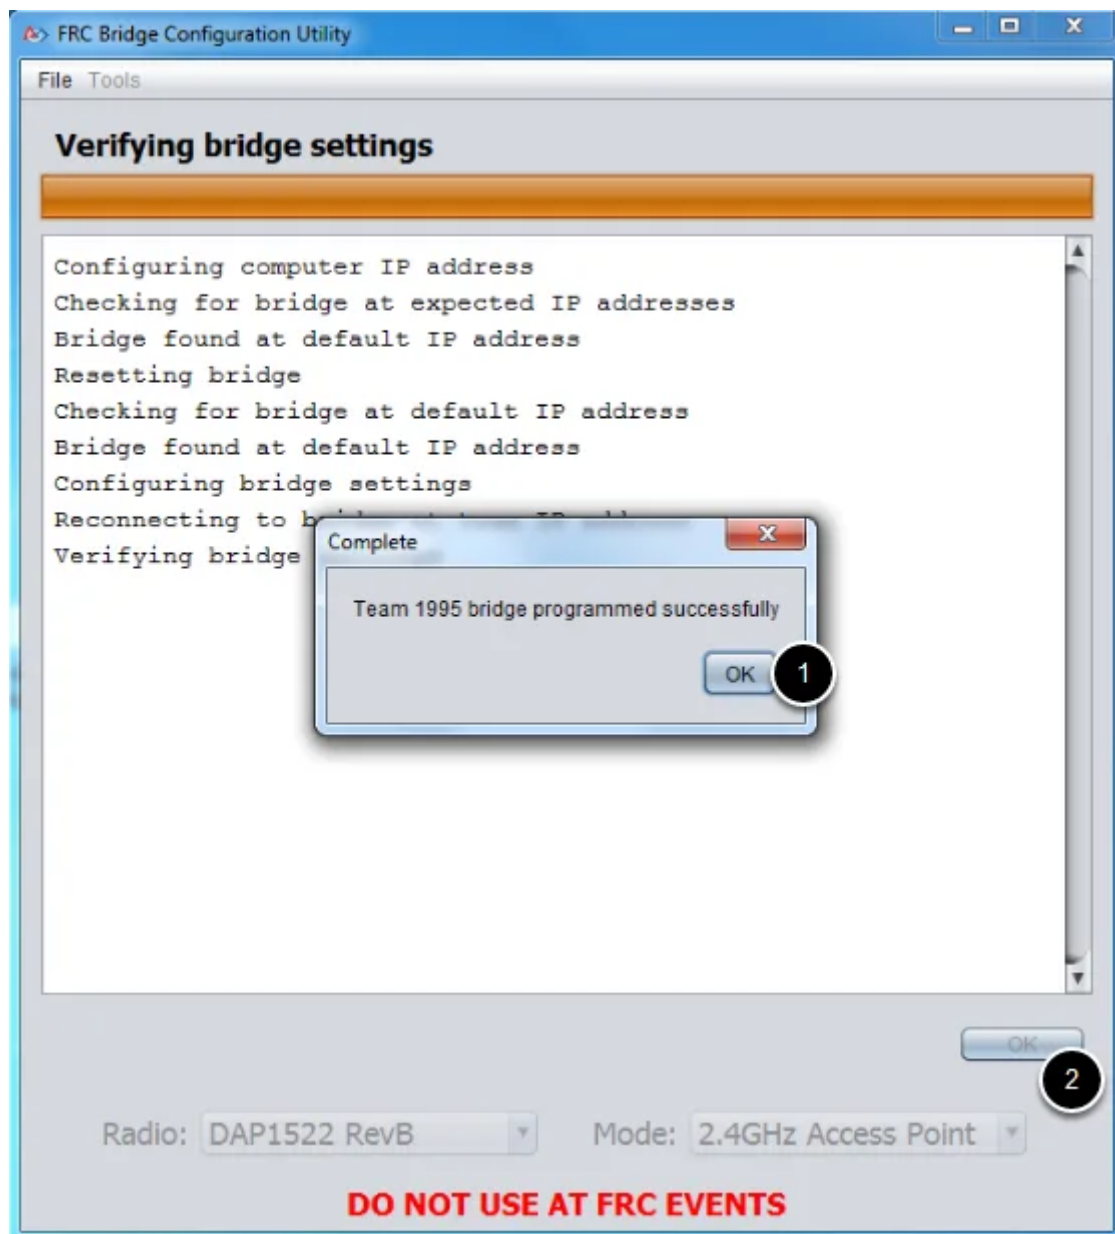 FRC Bridge Configuration Utility
File Tools
Verifying bridge settings
Configuring computer IP address
Checking for bridge at expected IP addresses
Bridge found at default IP address
Resetting bridge
Checking for bridge at default IP address
Bridge found at default IP address
Configuring bridge settings
Reconnecting to
Verifying bridge
Complete
Team 1995 bridge programmed successfully
OK 1
OK
2
Radio: DAP1522 RevB Mode: 2.4GHz Access Point
DO NOT USE AT FRC EVENTS